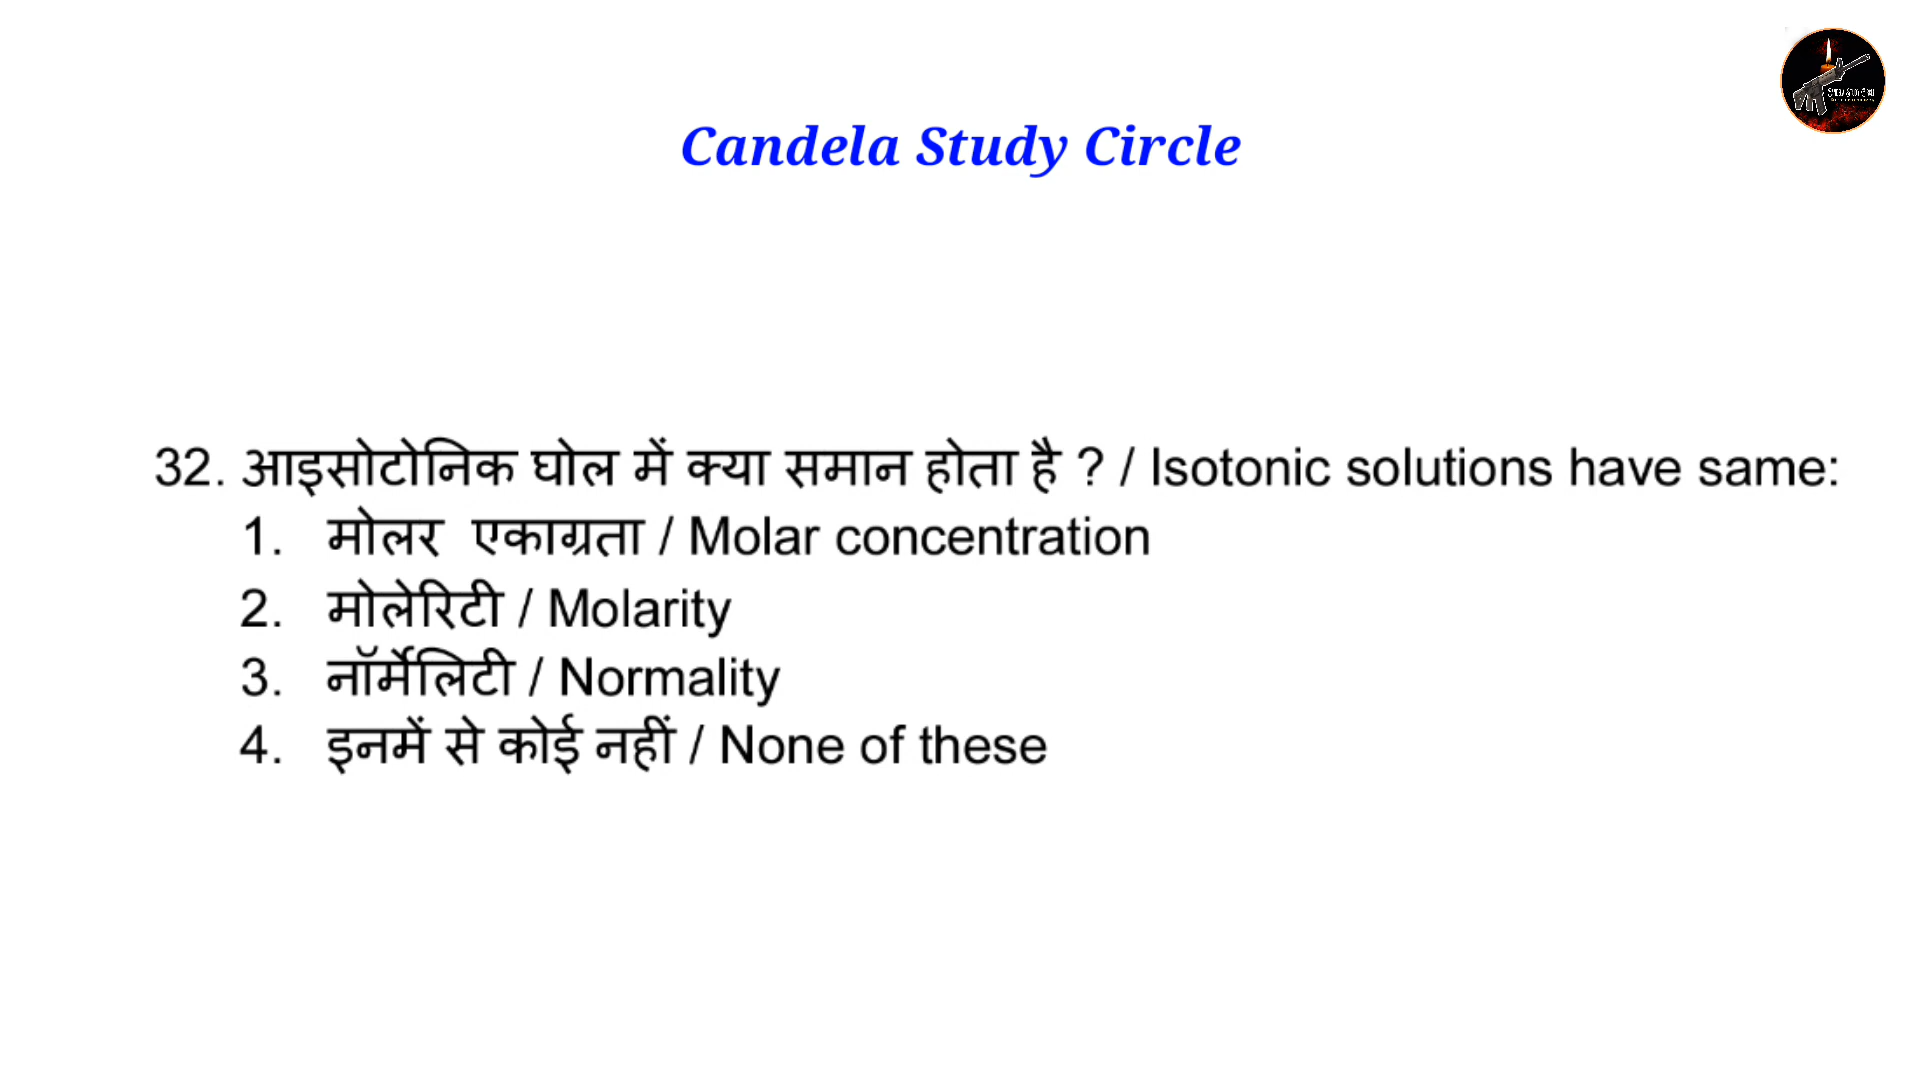 Candela Study Circle
32. आइसोटोनिक घोल में क्या समान होता है ? / Isotonic solutions have same:
1. मोलर एकाग्रता / Molar concentration
2. मोलेरिटी / Molarity
3. नॉर्मेलिटी / Normality
4. इनमें से कोई नहीं / None of these